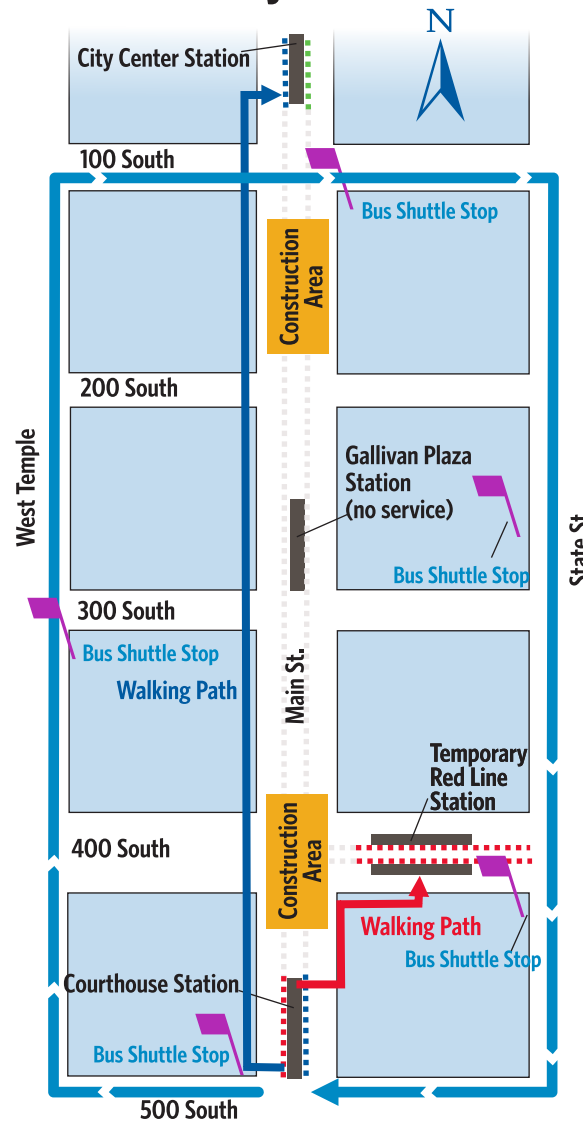 N
City Center Station
100 South
Bus Shuttle Stop
Construction
Area
200 South
West Temple
Gallivan Plaza
Station
(no service)
Bus Shuttle Stop
State St.
300 South
Bus Shuttle Stop
Walking Path
Main St.
Temporary
Red Line
Station
400 South
Construction
Area
Walking Path
Bus Shuttle Stop
Courthouse Station
Bus Shuttle Stop
500 South